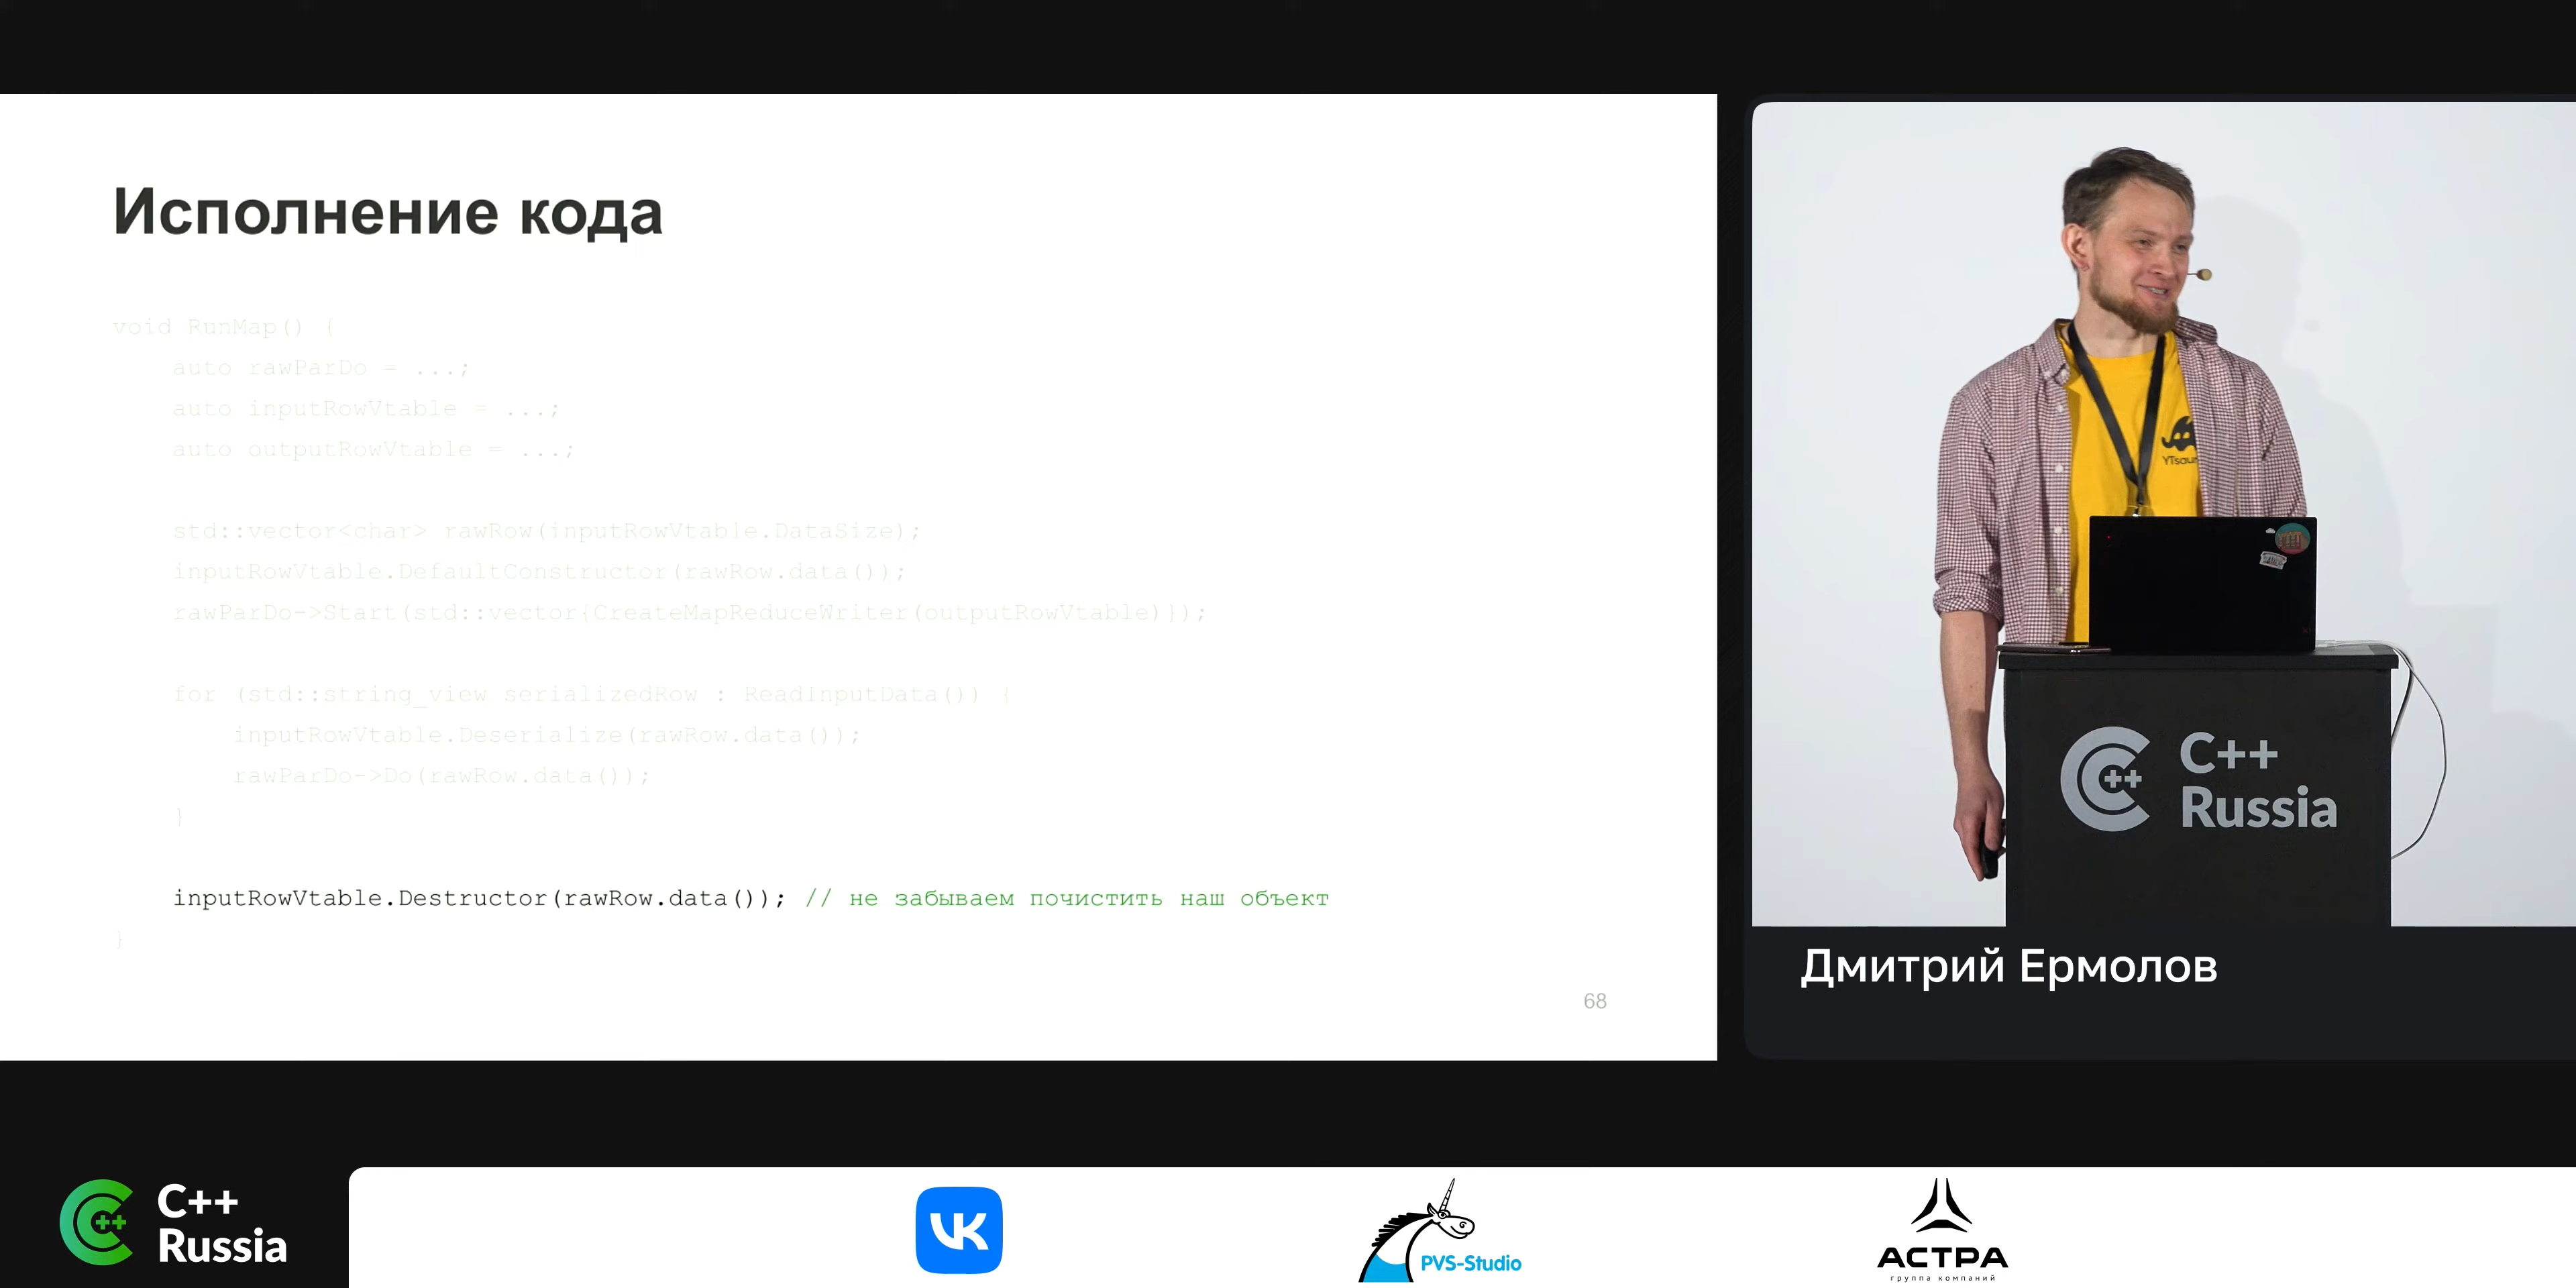 Исполнение кода
void RunMap() {
auto rawParDo = ...;
auto inputRowVtable = ...;
auto outputRowVtable = ...;
std::vector<char> rawRow(inputRowVtable.DataSize);
inputRowVtable.DefaultConstructor(rawRow.data());
rawParDo->Start(std::vector{CreateMapReduceWriter(outputRowVtable)});
for (std::string_view serializedRow : ReadInputData()) {
inputRowVtable.Deserialize(rawRow.data());
rawParDo->Do(rawRow.data());
}
inputRowVtable.Destructor(rawRow.data()); // не забываем почистить наш объект
}
68
YTsau
C++
Russia
Дмитрий Ермолов
C++
Russia
VK
PVS-Studio
АСТРА
группа компаний